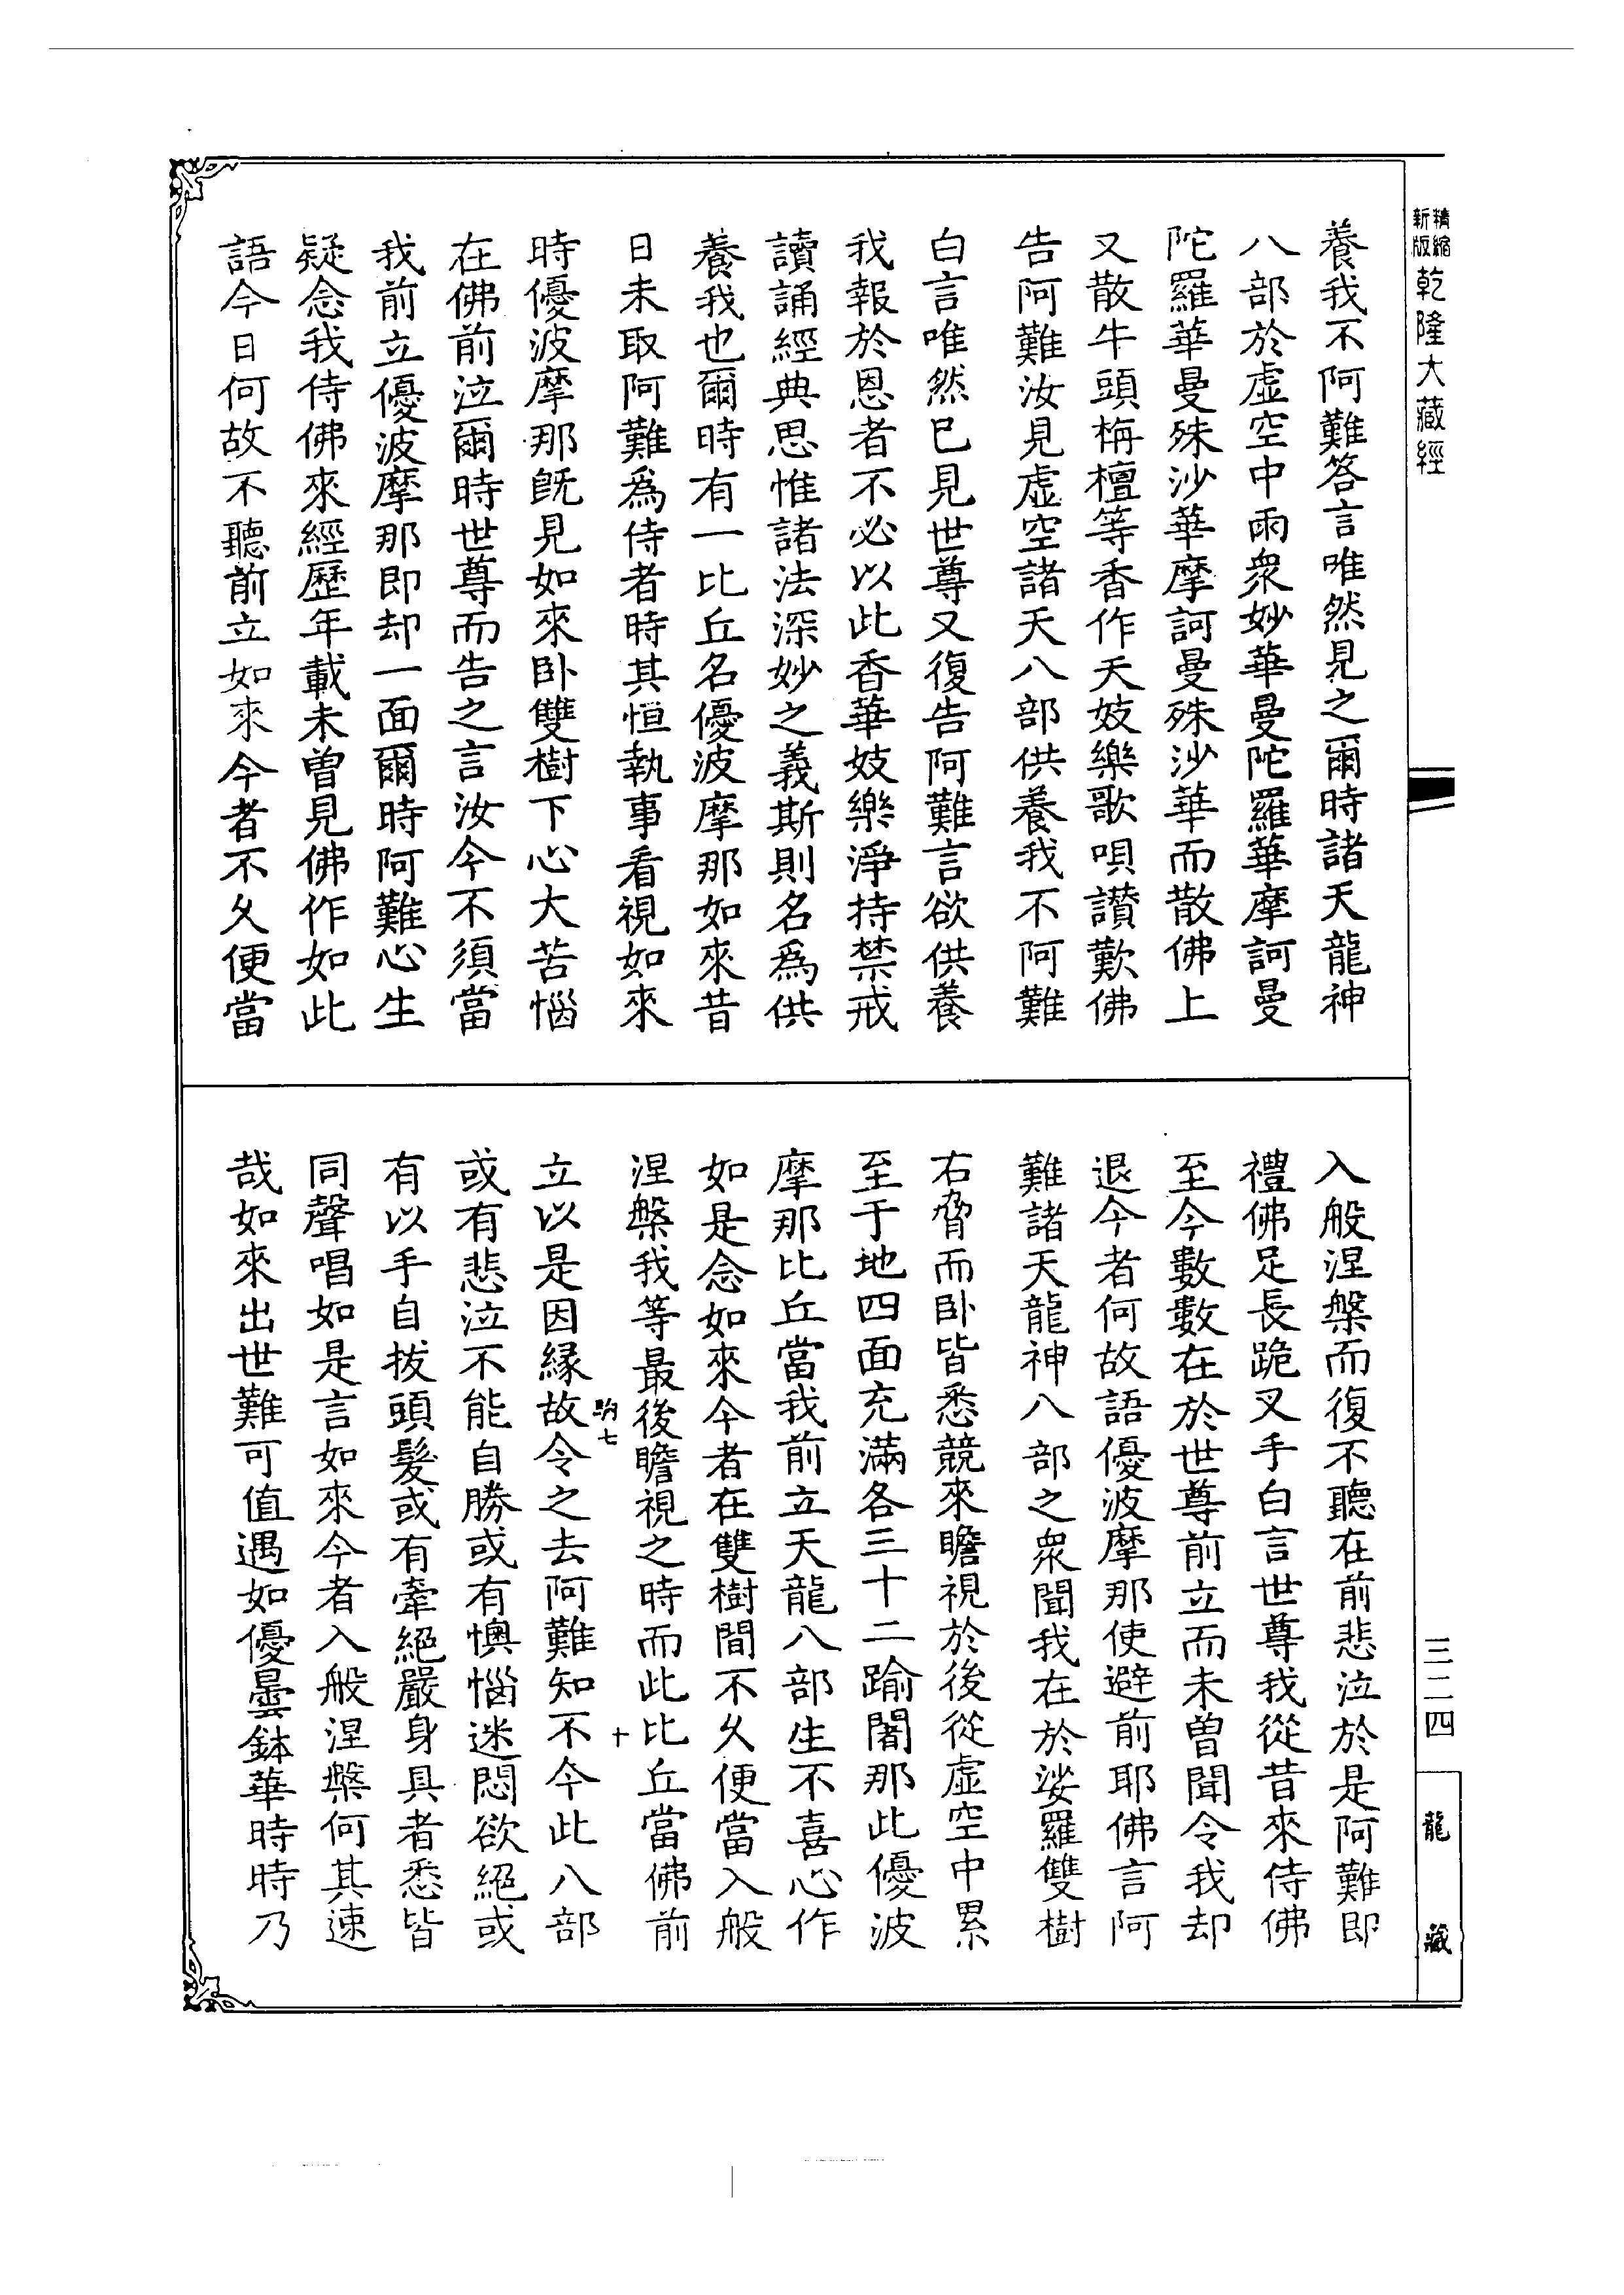 精縮新版乾隆大藏經
養我不阿難答言唯然見之爾時諸天龍神
八部於虛空中雨眾妙華曼陀羅華摩訶曼
陀羅華曼殊沙華摩訶曼殊沙華而散佛上
又散牛頭栴檀等香作天妓樂歌唄讚歎佛
告阿難汝見虛空諸天八部供養我不阿難
白言唯然已見世尊又復告阿難言欲供養
我報於恩者不必以此香華妓樂淨持禁戒
讀誦經典思惟諸法深妙之義斯則名為供
養我也爾時有一比丘名優波摩那如來昔
日未取阿難為侍者時其恒執事看視如來
時優波摩那既見如來臥雙樹下心大苦惱
在佛前泣爾時世尊而告之言汝今不須當
我前立優波摩那即却一面爾時阿難心生
疑念我侍佛來經歷年載未曾見佛作如此
語今日何故不聽前立如來今者不久便當
入般涅槃而復不聽在前悲泣於是阿難即
禮佛足長跪叉手白言世尊我從昔來侍佛
至今數數在於世尊前立而未曾聞令我却
退今者何故語優波摩那使避前耶佛言阿
難諸天龍神八部之眾聞我在於娑羅雙樹
右脅而臥皆悉競來瞻視於後從虛空中累
至于地四面充滿各三十二踰闍那此優波
摩那比丘當我前立天龍八部生不喜心作
如是念如來今者在雙樹間不久便當入般
涅槃我等最後瞻視之時而此比丘當佛前
駒七
十
立以是因緣故令之去阿難知不今此八部
或有悲泣不能自勝或有懊惱迷悶欲絕或
有以手自拔頭髮或有牽絕嚴身具者悉皆
同聲唱如是言如來今者入般涅槃何其速
哉如來出世難可值遇如優曇鉢華時時乃
三二四
龍藏